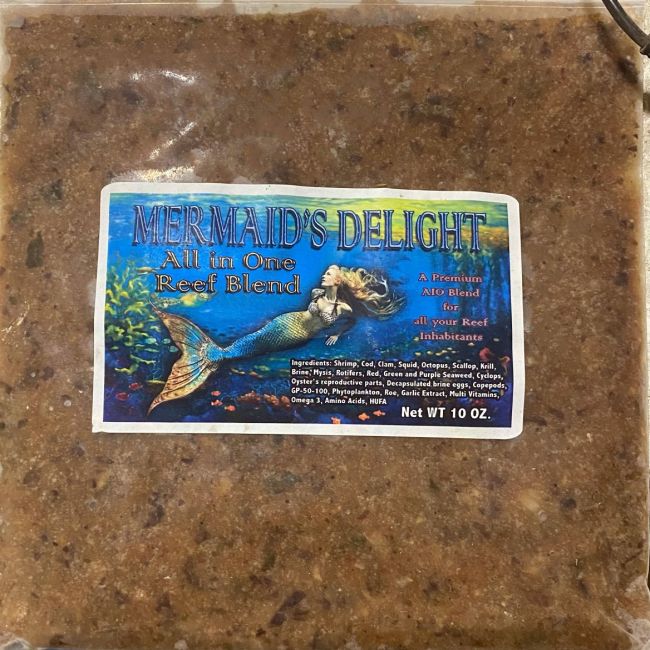 MERMAID'S DELIGHT
All in One
Reef Blend
A Premium
AIO Blend
for
all your Reef
Inhabitants
Ingredients: Shrimp, Cod, Clam, Squid, Octopus, Scallop, Krill,
Brine, Mysis, Rotifers, Red, Green and Purple Seaweed, Cyclops,
Oyster's reproductive parts, Decapsulated brine eggs, Copepods,
GP-50-100, Phytoplankton, Roe, Garlic Extract, Multi Vitamins,
Omega 3, Amino Acids, HUFA
Net WT 10 OZ.